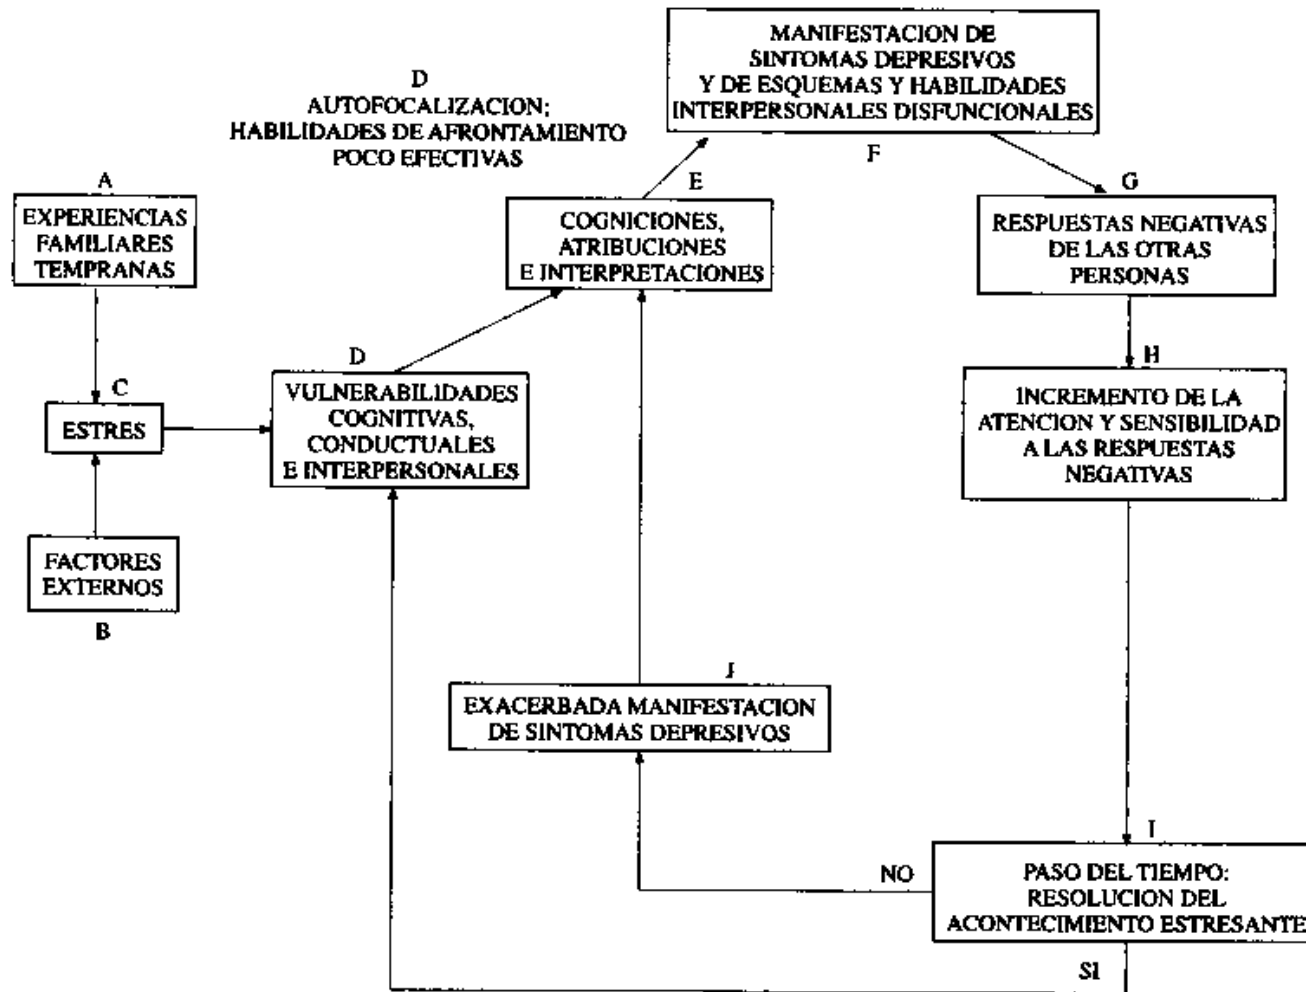 MANIFESTACION DE
SINTOMAS DEPRESIVOS
Y DE ESQUEMAS Y HABILIDADES
INTERPERSONALES DISFUNCIONALES
F
D
AUTOFOCALIZACION;
HABILIDADES DE AFRONTAMIENTO
POCO EFECTIVAS
A
EXPERIENCIAS
FAMILIARES
TEMPRANAS
E
COGNICIONES,
ATRIBUCIONES
E INTERPRETACIONES
G
RESPUESTAS NEGATIVAS
DE LAS OTRAS
PERSONAS
C
ESTRES
D
VULNERABILIDADES
COGNITIVAS,
CONDUCTUALES
E INTERPERSONALES
H
INCREMENTO DE LA
ATENCION Y SENSIBILIDAD
A LAS RESPUESTAS
NEGATIVAS
FACTORES
EXTERNOS
B
J
EXACERBADA MANIFESTACION
DE SINTOMAS DEPRESIVOS
I
NO
PASO DEL TIEMPO:
RESOLUCION DEL
ACONTECIMIENTO ESTRESANTE
SI